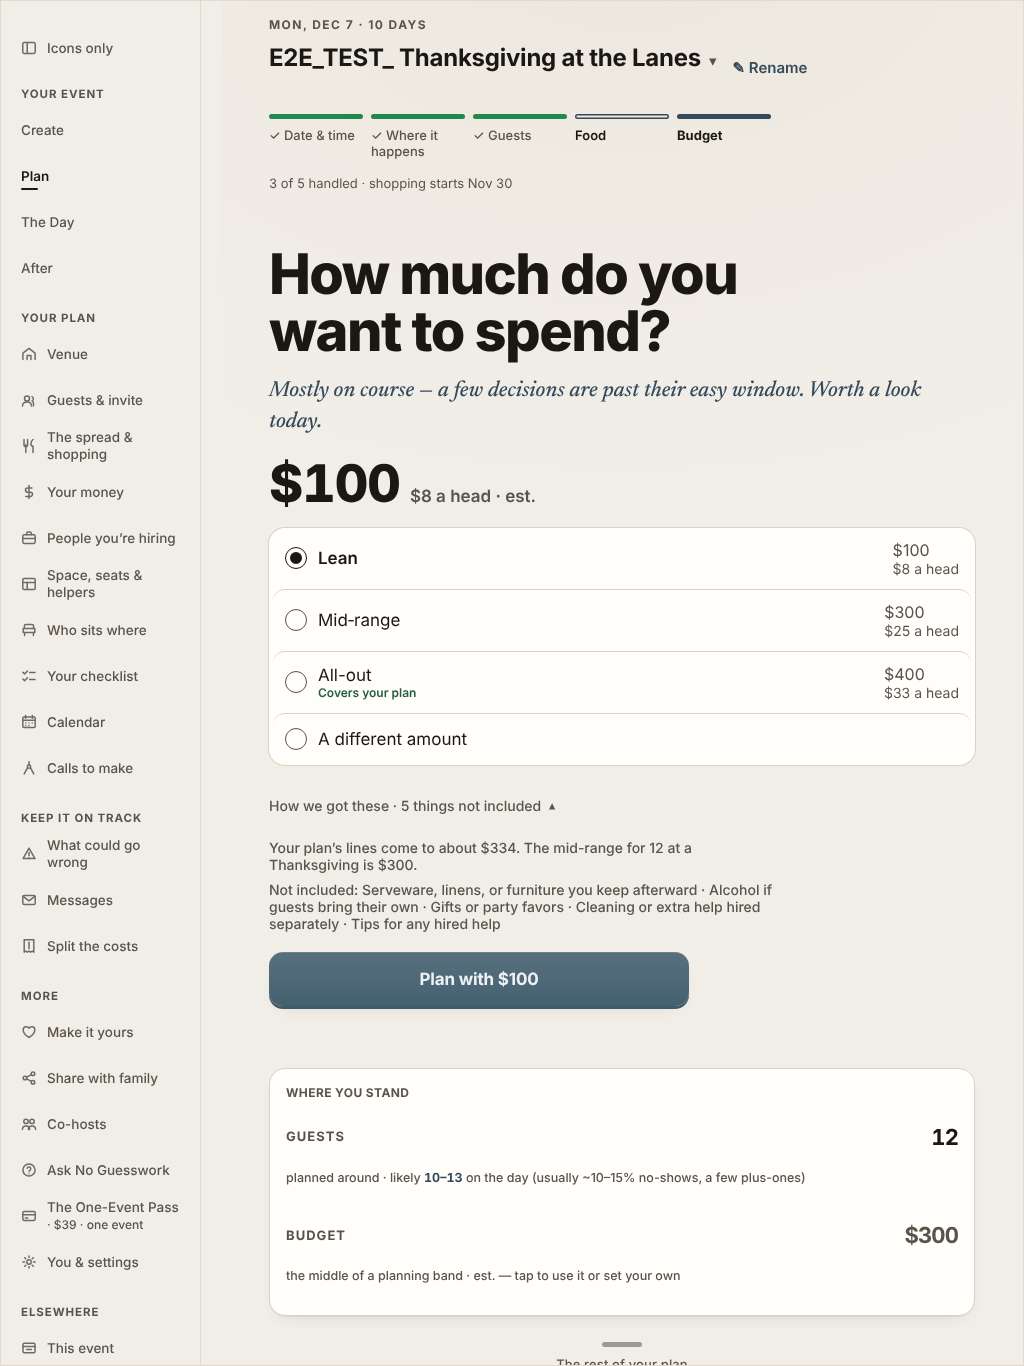 Icons only
YOUR EVENT
Create
Plan
The Day
After
YOUR PLAN
Venue
Guests & invite
The spread &
shopping
Your money
People you're hiring
Space, seats &
helpers
Who sits where
Your checklist
Calendar
Calls to make
KEEP IT ON TRACK
What could go
wrong
Messages
Split the costs
MORE
Make it yours
Share with family
Co-hosts
Ask No Guesswork
The One-Event Pass
· $39 · one event
You & settings
ELSEWHERE
This event
MON, DEC 7 · 10 DAYS
E2E_TEST_ Thanksgiving at the Lanes ▾
✎ Rename
✓ Date & time
✓ Where it
happens
✓ Guests
Food
Budget
3 of 5 handled · shopping starts Nov 30
How much do you
want to spend?
Mostly on course — a few decisions are past their easy window. Worth a look
today.
$100 $8 a head · est.
Lean
$100
$8 a head
Mid-range
$300
$25 a head
All-out
Covers your plan
$400
$33 a head
A different amount
How we got these · 5 things not included ▴
Your plan's lines come to about $334. The mid-range for 12 at a
Thanksgiving is $300.
Not included: Serveware, linens, or furniture you keep afterward · Alcohol if
guests bring their own · Gifts or party favors · Cleaning or extra help hired
separately · Tips for any hired help
Plan with $100
WHERE YOU STAND
GUESTS
12
planned around · likely 10–13 on the day (usually ~10–15% no-shows, a few plus-ones)
BUDGET
$300
the middle of a planning band · est. — tap to use it or set your own
The rest of your plan